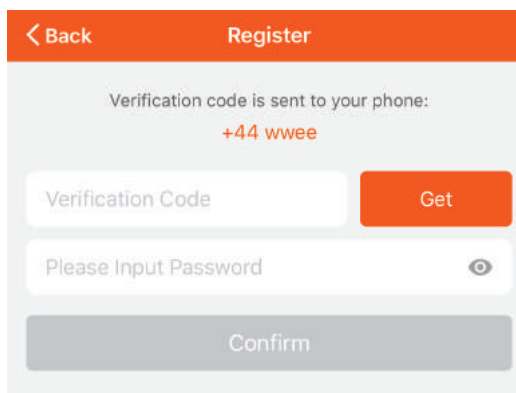 Back
Register
Verification code is sent to your phone:
+44 wwee
Verification Code
Get
Please Input Password
Confirm